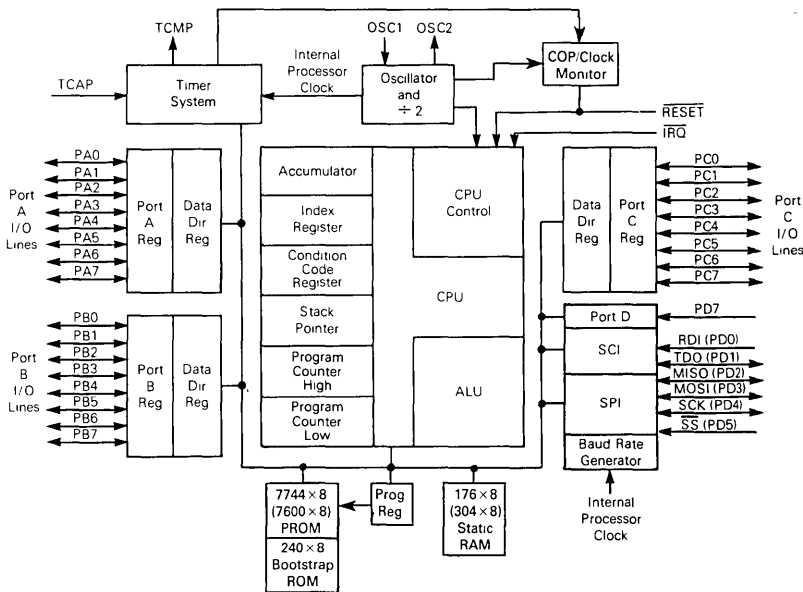 TCMP
OSC1
OSC2
TCAP
Timer
System
Internal
Processor
Clock
Oscillator
and
÷ 2
COP/Clock
Monitor
RESET
IRQ
Port
A
I/O
Lines
PA0
PA1
PA2
PA3
PA4
PA5
PA6
PA7
Port
A
Reg
Data
Dir
Reg
Port
B
I/O
Lines
PB0
PB1
PB2
PB3
PB4
PB5
PB6
PB7
Port
B
Reg
Data
Dir
Reg
Accumulator
Index
Register
Condition
Code
Register
Stack
Pointer
Program
Counter
High
Program
Counter
Low
CPU
Control
CPU
ALU
Data
Dir
Reg
Port
C
Reg
PC0
PC1
PC2
PC3
PC4
PC5
PC6
PC7
Port
C
I/O
Lines
Port D
SCI
SPI
Baud Rate
Generator
PD7
RDI (PD0)
TDO (PD1)
MISO (PD2)
MOSI (PD3)
SCK (PD4)
SS (PD5)
Internal
Processor
Clock
7744 × 8
(7600 × 8)
PROM
240 × 8
Bootstrap
ROM
Prog
Reg
176 × 8
(304 × 8)
Static
RAM